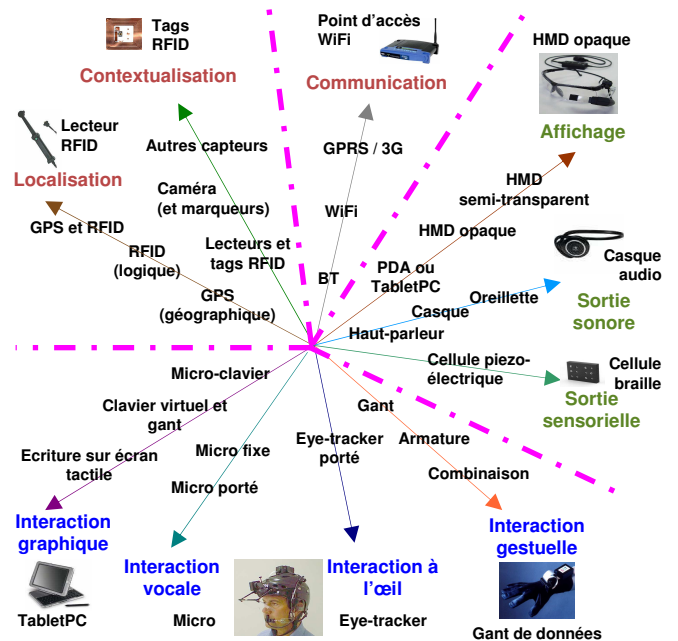 Tags
RFID
Contextualisation
Point d'accès
WiFi
Communication
HMD opaque
Affichage
Lecteur
RFID
Localisation
Autres capteurs
Caméra
(et marqueurs)
Lecteurs et
tags RFID
GPS et RFID
RFID
(logique)
GPS
(géographique)
GPRS / 3G
WiFi
BT
HMD
semi-transparent
HMD opaque
PDA ou
TabletPC
Oreillette
Casque
Haut-parleur
Casque
audio
Sortie
sonore
Cellule piezo-
électrique
Cellule
braille
Sortie
sensorielle
Micro-clavier
Clavier virtuel et
gant
Ecriture sur écran
tactile
Interaction
graphique
TabletPC
Micro fixe
Micro porté
Interaction
vocale
Micro
Eye-tracker
porté
Interaction à
l'œil
Eye-tracker
Gant
Armature
Combinaison
Interaction
gestuelle
Gant de données